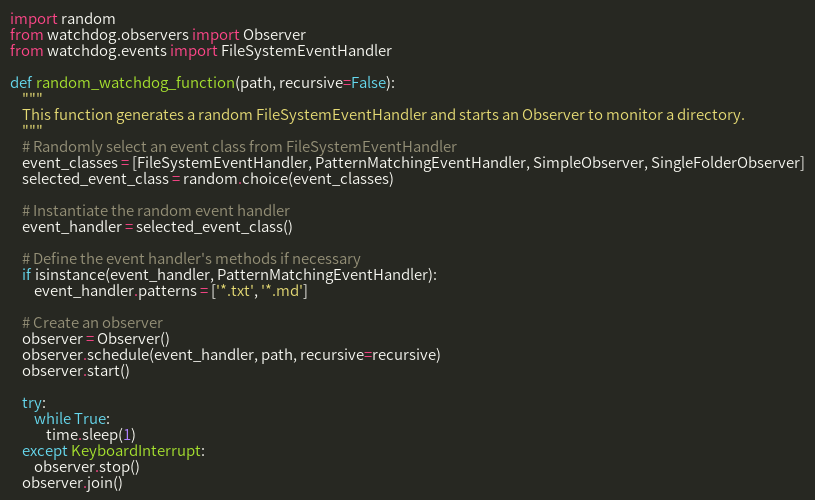 import random
from watchdog.observers import Observer
from watchdog.events import FileSystemEventHandler

def random_watchdog_function(path, recursive=False):
    """
    This function generates a random FileSystemEventHandler and starts an Observer to monitor a directory.
    """
    # Randomly select an event class from FileSystemEventHandler
    event_classes = [FileSystemEventHandler, PatternMatchingEventHandler, SimpleObserver, SingleFolderObserver]
    selected_event_class = random.choice(event_classes)

    # Instantiate the random event handler
    event_handler = selected_event_class()

    # Define the event handler's methods if necessary
    if isinstance(event_handler, PatternMatchingEventHandler):
        event_handler.patterns = ['*.txt', '*.md']

    # Create an observer
    observer = Observer()
    observer.schedule(event_handler, path, recursive=recursive)
    observer.start()

    try:
        while True:
            time.sleep(1)
    except KeyboardInterrupt:
        observer.stop()
    observer.join()